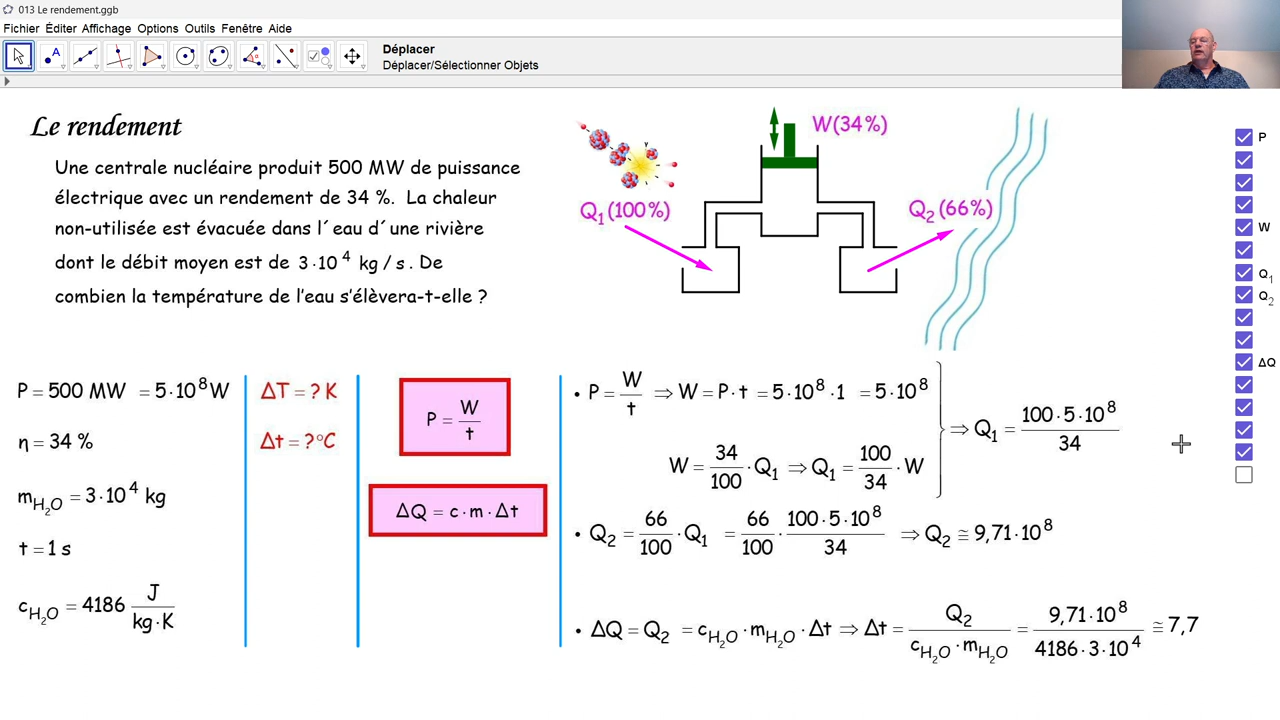 013 Le rendement.ggb
Fichier Éditer Affichage Options Outils Fenêtre Aide
Déplacer
Déplacer/Sélectionner Objets
Le rendement
Une centrale nucléaire produit 500 MW de puissance
électrique avec un rendement de 34 %. La chaleur
non-utilisée est évacuée dans l´eau d´une rivière
dont le débit moyen est de 3·10⁴ kg / s. De
combien la température de l'eau s'élèvera-t-elle ?
W(34%)
Q₁(100%)
Q₂(66%)
P
W
Q₁
Q₂
ΔQ
P = 500 MW = 5·10⁸W
η = 34 %
m_H₂O = 3·10⁴ kg
t = 1 s
c_H₂O = 4186 J/(kg·K)
ΔT = ? K
Δt = ?°C
P = W/t
ΔQ = c·m·Δt
• P = W/t ⇒ W = P·t = 5·10⁸·1 = 5·10⁸
W = 34/100·Q₁ ⇒ Q₁ = 100/34·W
⇒ Q₁ = (100·5·10⁸)/34
• Q₂ = 66/100·Q₁ = 66/100·(100·5·10⁸)/34 ⇒ Q₂ ≅ 9,71·10⁸
• ΔQ = Q₂ = c_H₂O·m_H₂O·Δt ⇒ Δt = Q₂/(c_H₂O·m_H₂O) = (9,71·10⁸)/(4186·3·10⁴) ≅ 7,7